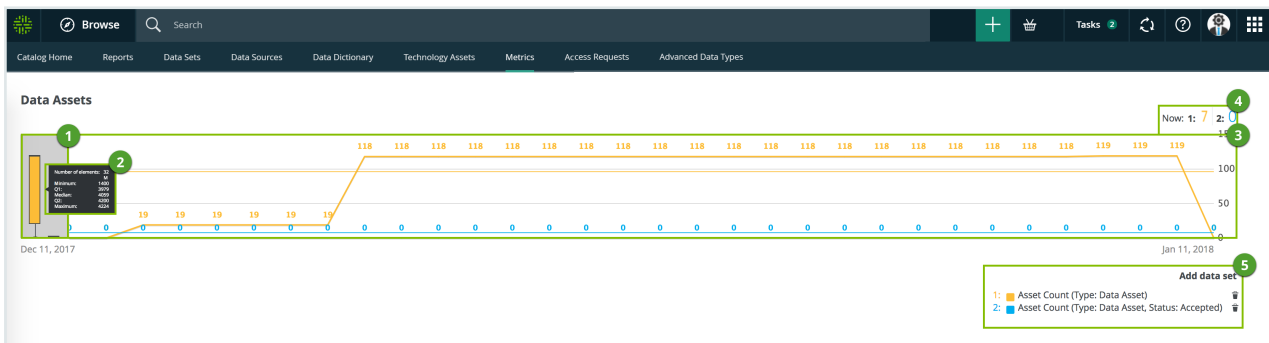 Browse Search Tasks 2
Catalog Home Reports Data Sets Data Sources Data Dictionary Technology Assets Metrics Access Requests Advanced Data Types
Data Assets
4
Now: 1: 7 2: 0
1
3
118 118 118 118 118 118 118 118 118 118 118 118 118 118 118 118 118 118 118 118 119 119 119
2
Number of elements: 32
M
Minimum: 1400
Q1: 3979
Median: 4059
Q2: 4200
Maximum: 4224
100
50
19 19 19 19 19 19
0 0 0 0 0 0 0 0 0 0 0 0 0 0 0 0 0 0 0 0 0 0 0 0 0 0 0 0 0 0 0 0
0
Dec 11, 2017 Jan 11, 2018
5
Add data set
1: Asset Count (Type: Data Asset)
2: Asset Count (Type: Data Asset, Status: Accepted)